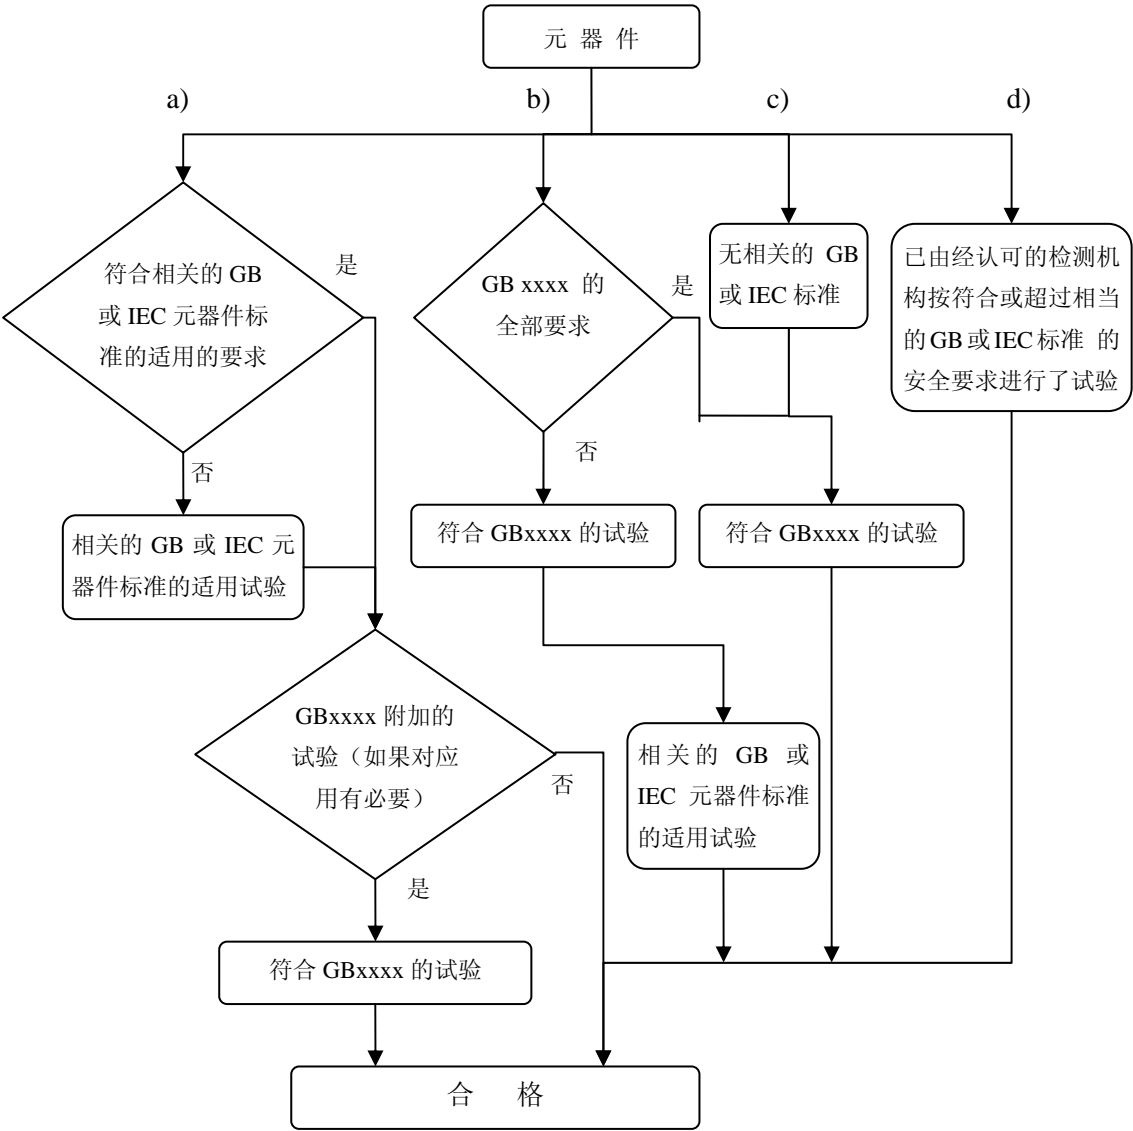 元 器 件
a)
b)
c)
d)
符合相关的 GB
或 IEC 元器件标
准的适用的要求
是
否
相关的 GB 或 IEC 元
器件标准的适用试验
GBxxxx 附加的
试验（如果对应
用有必要）
否
是
符合 GBxxxx 的试验
GB xxxx 的
全部要求
是
否
符合 GBxxxx 的试验
相关的 GB 或
IEC 元器件标准
的适用试验
无相关的 GB
或 IEC 标准
符合 GBxxxx 的试验
已由经认可的检测机
构按符合或超过相当
的GB或IEC标准 的
安全要求进行了试验
合 格